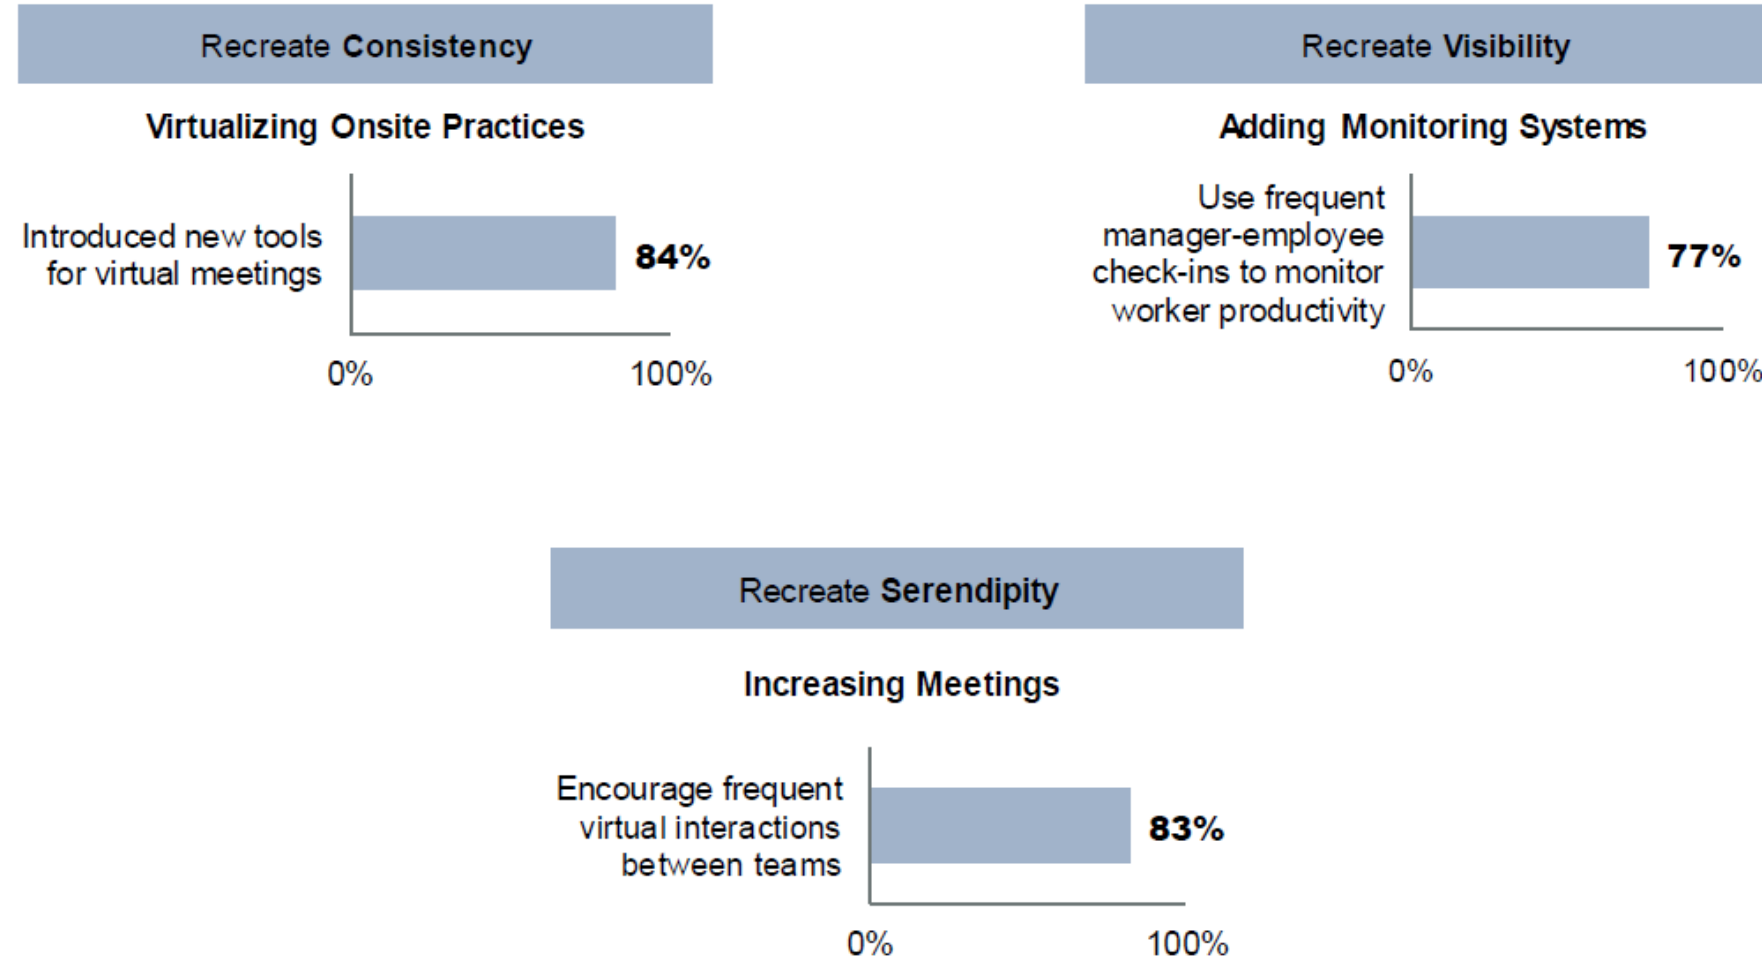 Recreate Consistency
Virtualizing Onsite Practices
Introduced new tools
for virtual meetings
84%
0%
100%
Recreate Visibility
Adding Monitoring Systems
Use frequent
manager-employee
check-ins to monitor
worker productivity
77%
0%
100%
Recreate Serendipity
Increasing Meetings
Encourage frequent
virtual interactions
between teams
83%
0%
100%